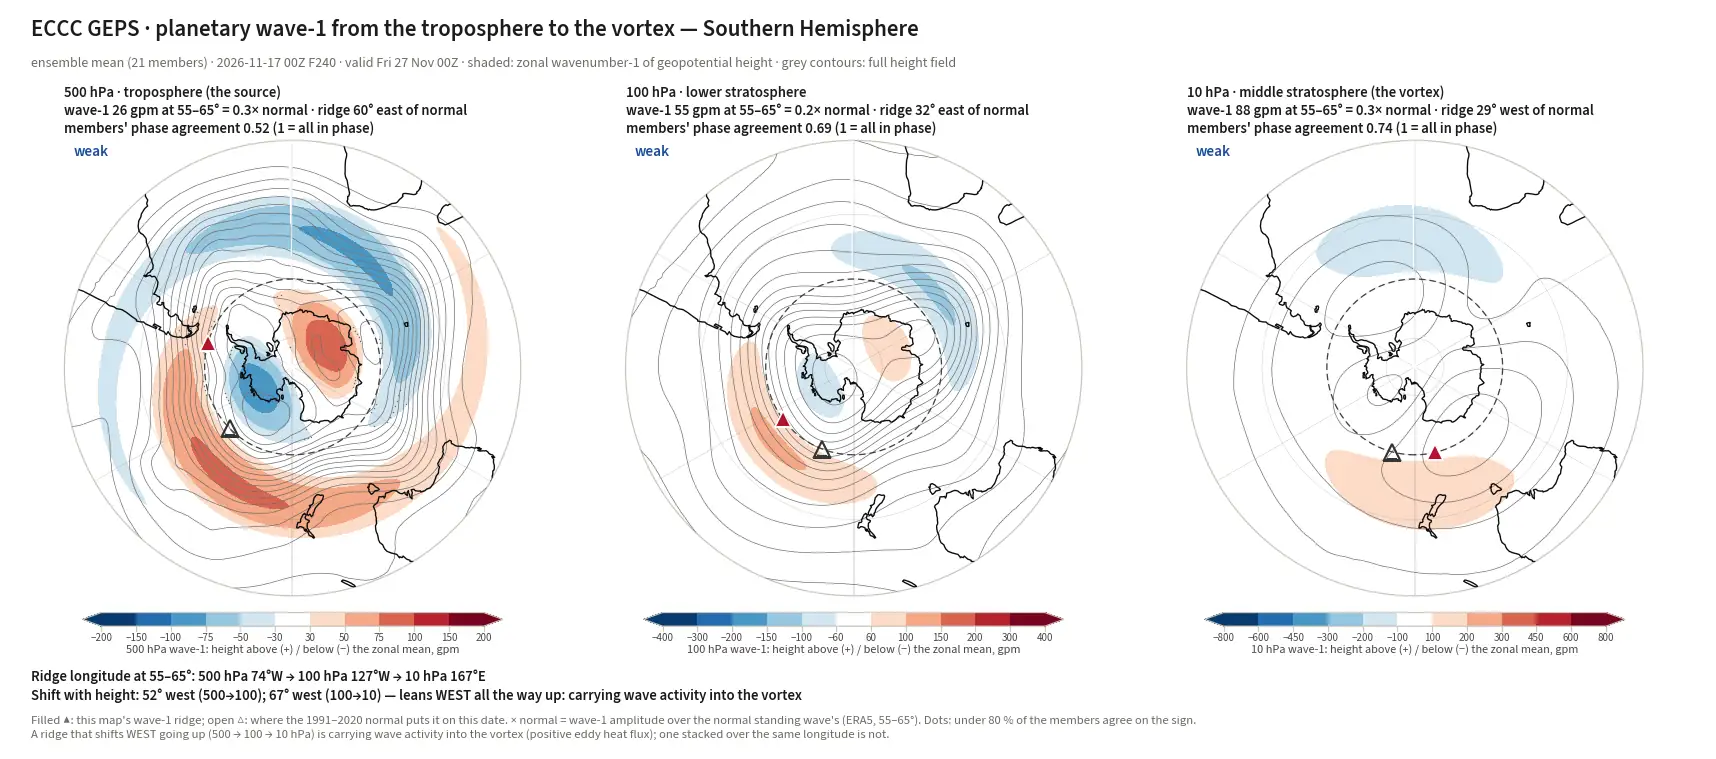 ECCC GEPS · planetary wave-1 from the troposphere to the vortex — Southern Hemisphere
ensemble mean (21 members) · 2026-11-17 00Z F240 · valid Fri 27 Nov 00Z · shaded: zonal wavenumber-1 of geopotential height · grey contours: full height field
500 hPa · troposphere (the source)
wave-1 26 gpm at 55–65° = 0.3× normal · ridge 60° east of normal
members' phase agreement 0.52 (1 = all in phase)
weak
100 hPa · lower stratosphere
wave-1 55 gpm at 55–65° = 0.2× normal · ridge 32° east of normal
members' phase agreement 0.69 (1 = all in phase)
weak
10 hPa · middle stratosphere (the vortex)
wave-1 88 gpm at 55–65° = 0.3× normal · ridge 29° west of normal
members' phase agreement 0.74 (1 = all in phase)
weak
−200 −150 −100 −75 −50 −30 30 50 75 100 150 200
500 hPa wave-1: height above (+) / below (−) the zonal mean, gpm
−400 −300 −200 −150 −100 −60 60 100 150 200 300 400
100 hPa wave-1: height above (+) / below (−) the zonal mean, gpm
−800 −600 −450 −300 −200 −100 100 200 300 450 600 800
10 hPa wave-1: height above (+) / below (−) the zonal mean, gpm
Ridge longitude at 55–65°: 500 hPa 74°W → 100 hPa 127°W → 10 hPa 167°E
Shift with height: 52° west (500→100); 67° west (100→10) — leans WEST all the way up: carrying wave activity into the vortex
Filled ▲: this map's wave-1 ridge; open △: where the 1991–2020 normal puts it on this date. × normal = wave-1 amplitude over the normal standing wave's (ERA5, 55–65°). Dots: under 80 % of the members agree on the sign.
A ridge that shifts WEST going up (500 → 100 → 10 hPa) is carrying wave activity into the vortex (positive eddy heat flux); one stacked over the same longitude is not.